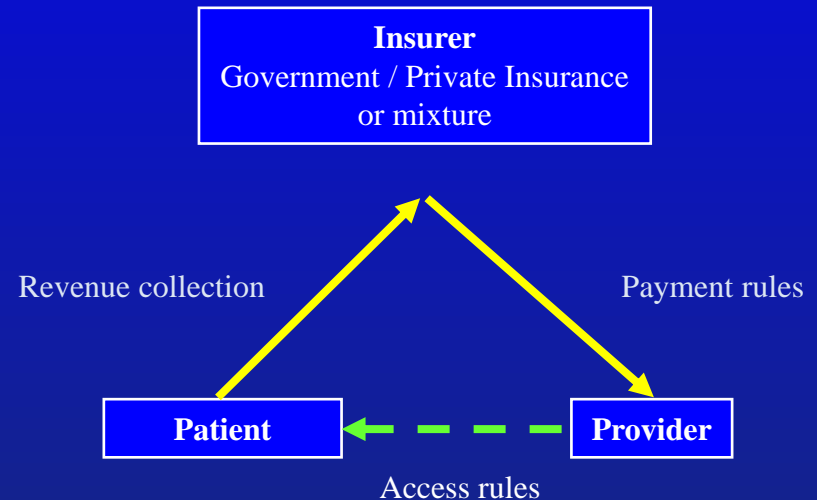 Insurer
Government / Private Insurance
or mixture
Revenue collection
Payment rules
Patient
Provider
Access rules